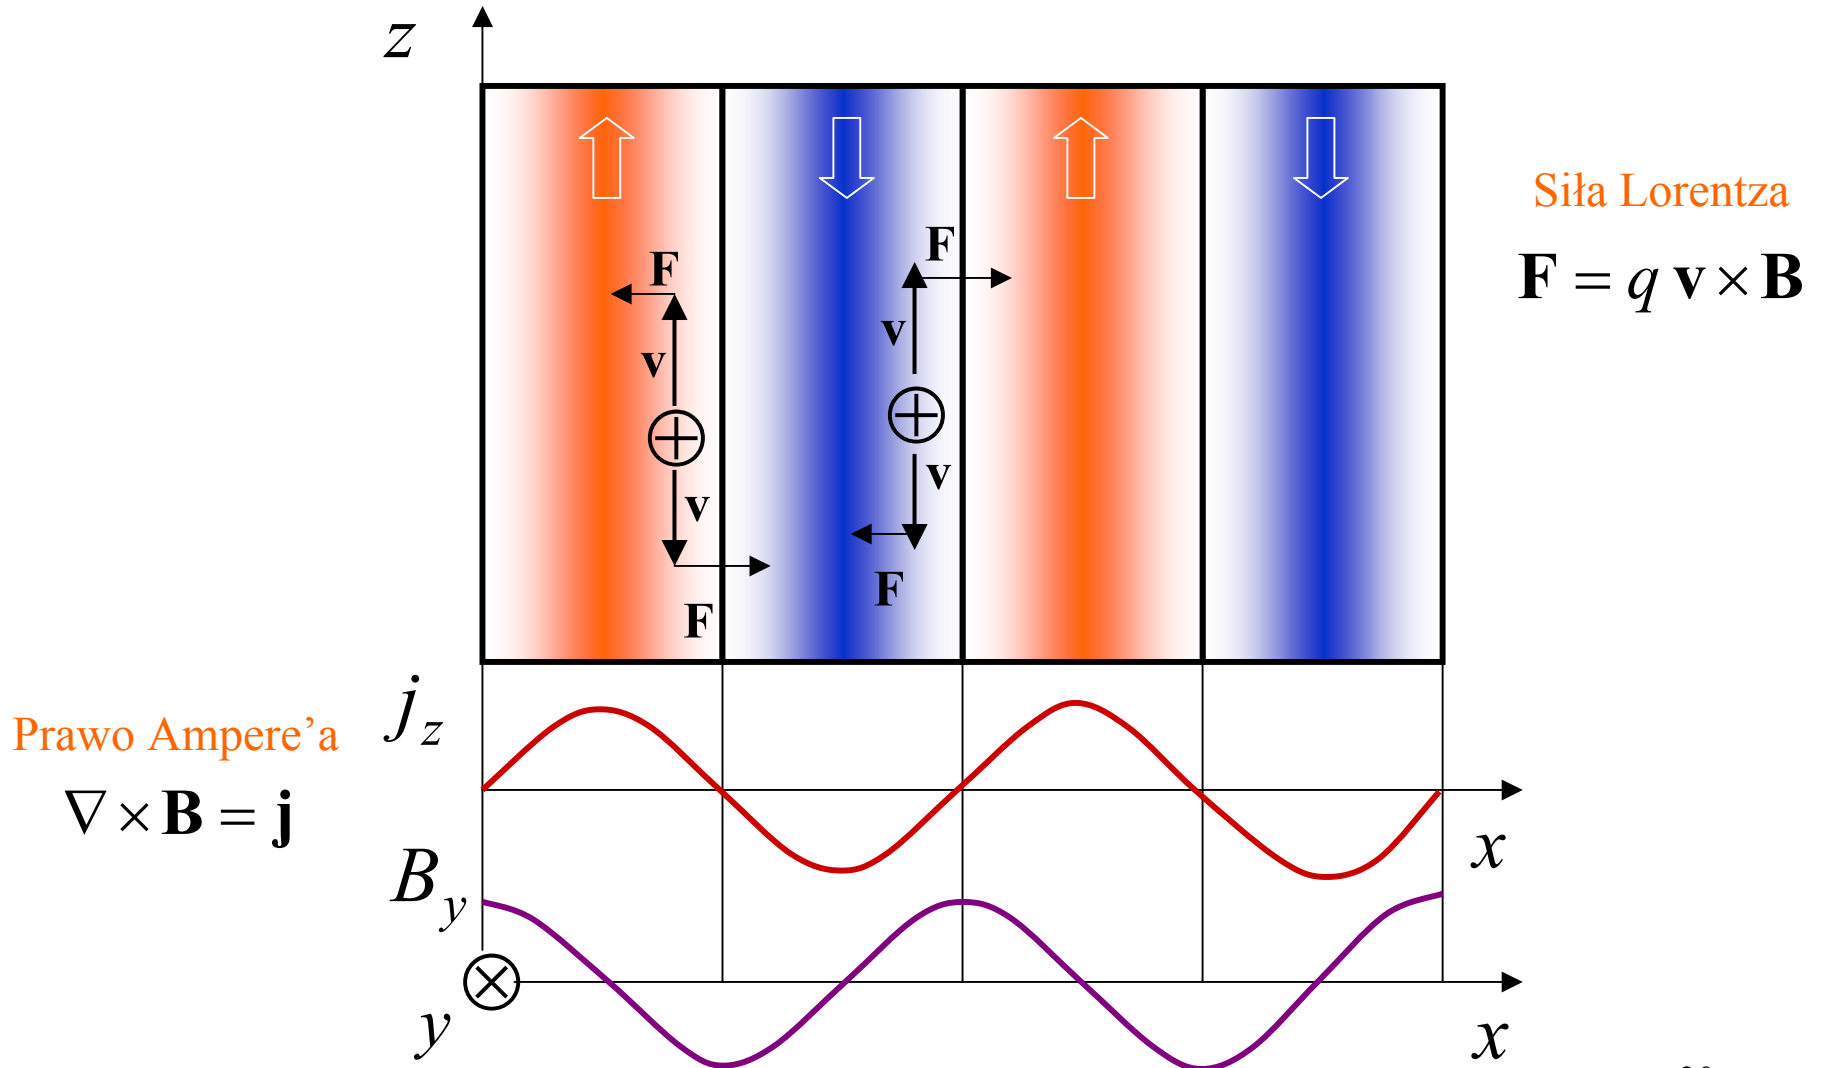 z
Siła Lorentza
F = q v × B
F
v
v
F
F
v
v
F
j_z
Prawo Ampere’a
∇ × B = j
x
B_y
y
x